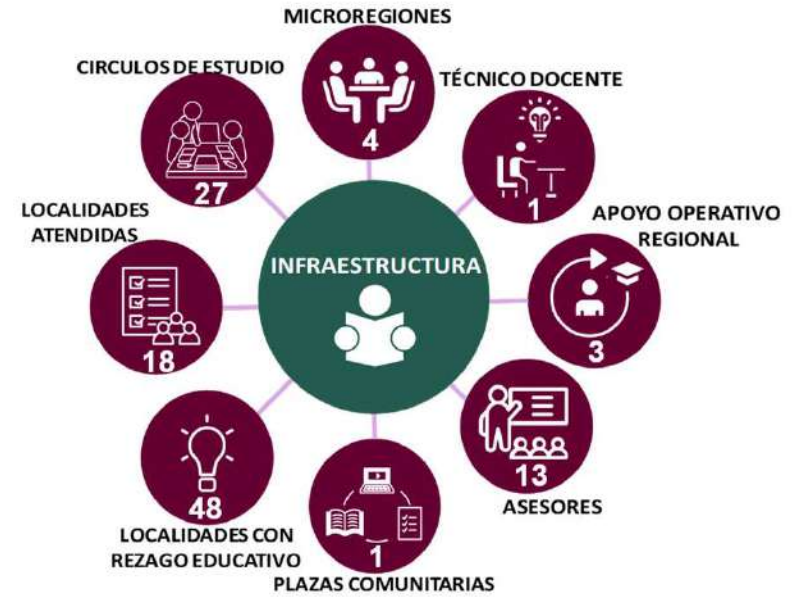 MICROREGIONES
4
TÉCNICO DOCENTE
1
APOYO OPERATIVO
REGIONAL
3
13
ASESORES
1
PLAZAS COMUNITARIAS
48
LOCALIDADES CON
REZAGO EDUCATIVO
LOCALIDADES
ATENDIDAS
18
CIRCULOS DE ESTUDIO
27
INFRAESTRUCTURA